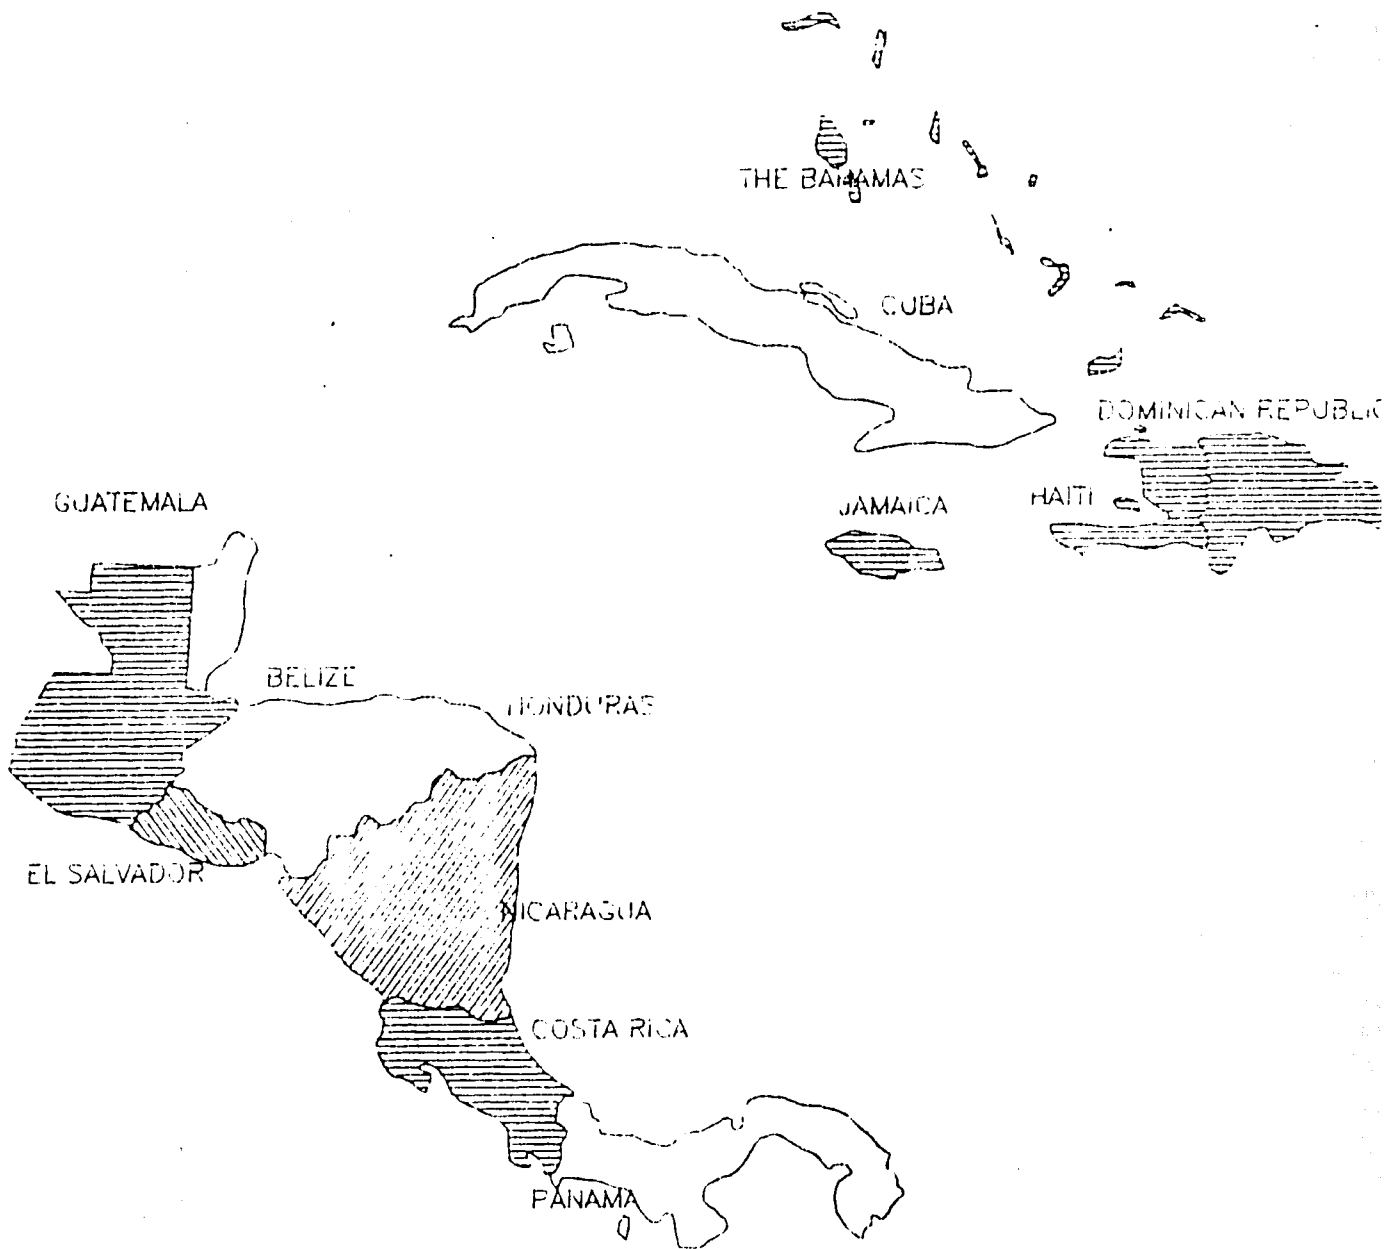 THE BAHAMAS
CUBA
DOMINICAN REPUBLIC
GUATEMALA
JAMAICA
HAITI
BELIZE
HONDURAS
EL SALVADOR
NICARAGUA
COSTA RICA
PANAMA